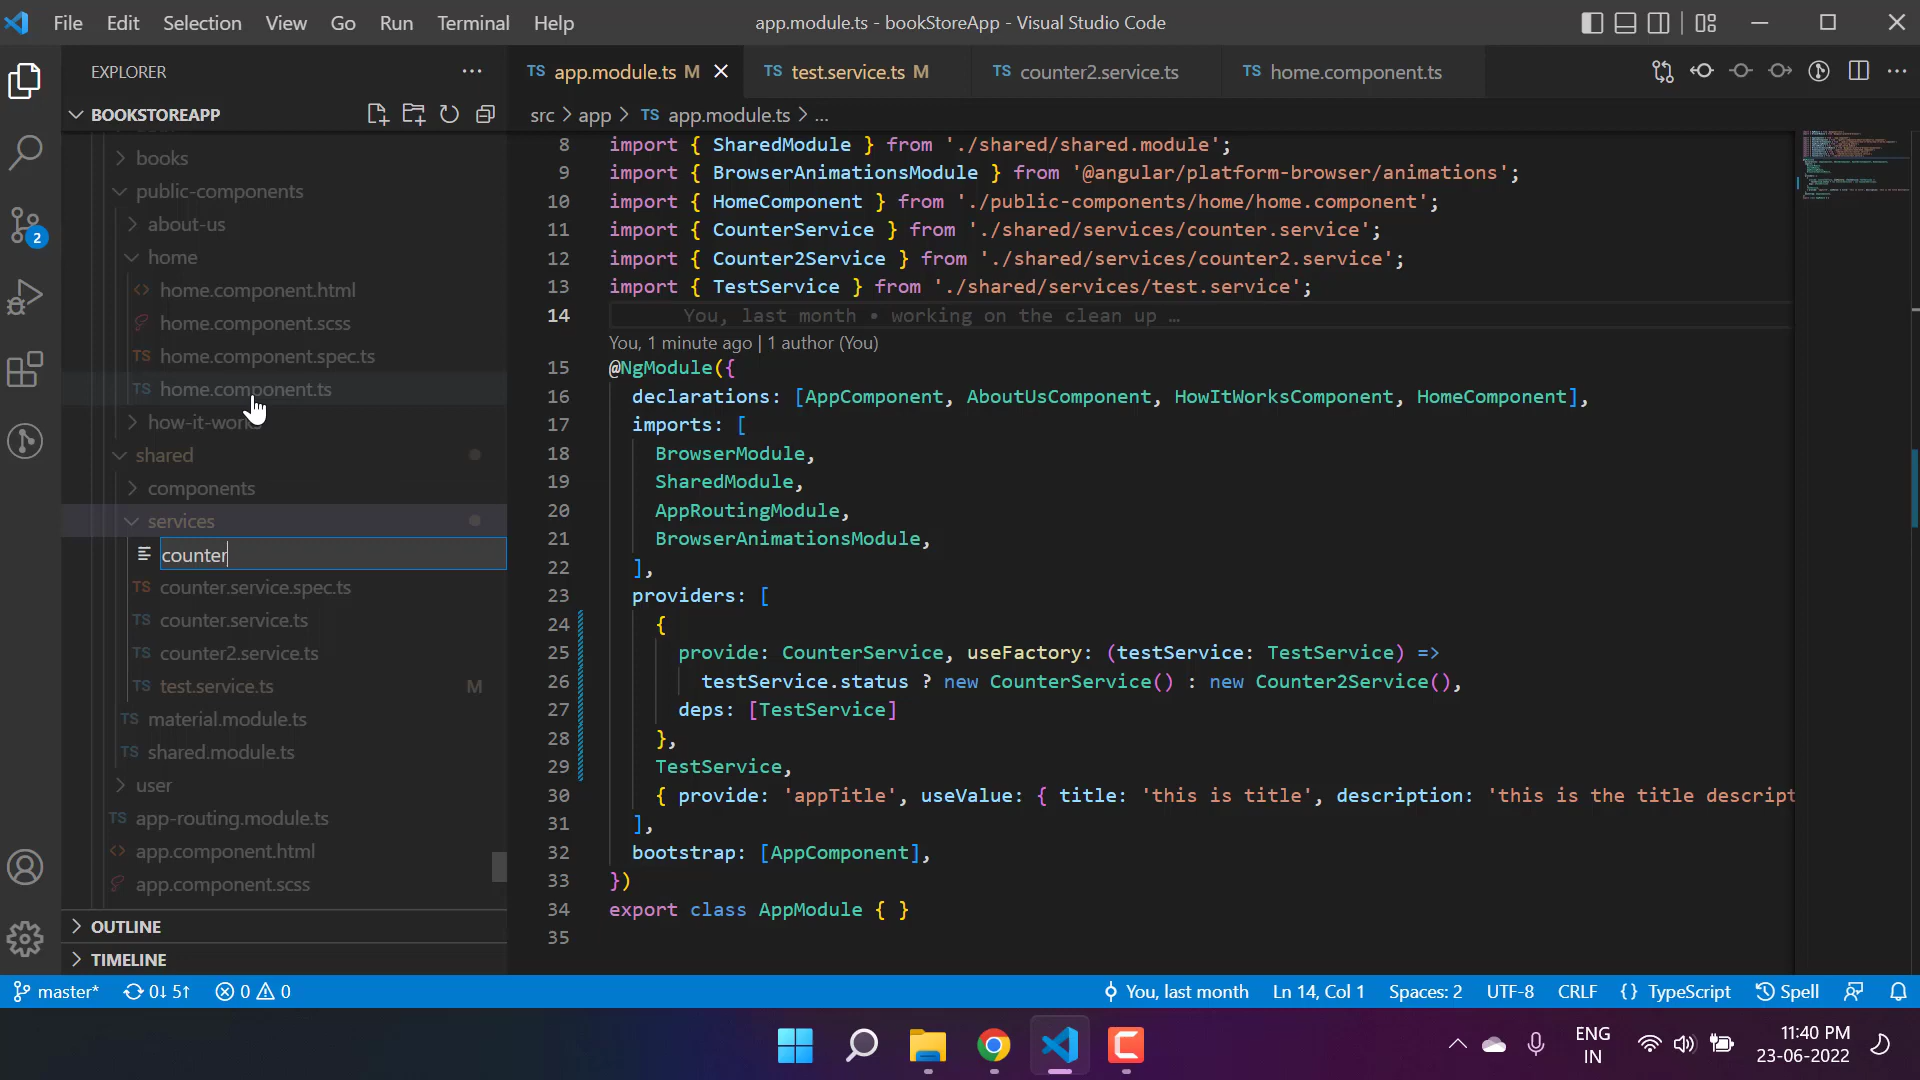 File Edit Selection View Go Run Terminal Help
app.module.ts - bookStoreApp - Visual Studio Code
EXPLORER
BOOKSTOREAPP
books
public-components
about-us
home
home.component.html
home.component.scss
home.component.spec.ts
home.component.ts
how-it-works
shared
components
services
counter
counter.service.spec.ts
counter.service.ts
counter2.service.ts
test.service.ts M
material.module.ts
shared.module.ts
user
app-routing.module.ts
app.component.html
app.component.scss
OUTLINE
TIMELINE
2
TS app.module.ts M
TS test.service.ts M
TS counter2.service.ts
TS home.component.ts
src > app > TS app.module.ts > ...
8 import { SharedModule } from './shared/shared.module';
9 import { BrowserAnimationsModule } from '@angular/platform-browser/animations';
10 import { HomeComponent } from './public-components/home/home.component';
11 import { CounterService } from './shared/services/counter.service';
12 import { Counter2Service } from './shared/services/counter2.service';
13 import { TestService } from './shared/services/test.service';
14 You, last month • working on the clean up …
You, 1 minute ago | 1 author (You)
15 @NgModule({
16 declarations: [AppComponent, AboutUsComponent, HowItWorksComponent, HomeComponent],
17 imports: [
18 BrowserModule,
19 SharedModule,
20 AppRoutingModule,
21 BrowserAnimationsModule,
22 ],
23 providers: [
24 {
25 provide: CounterService, useFactory: (testService: TestService) =>
26 testService.status ? new CounterService() : new Counter2Service(),
27 deps: [TestService]
28 },
29 TestService,
30 { provide: 'appTitle', useValue: { title: 'this is title', description: 'this is the title descript
31 ],
32 bootstrap: [AppComponent],
33 })
34 export class AppModule { }
35
master* 0↓ 5↑ 0 0
You, last month Ln 14, Col 1 Spaces: 2 UTF-8 CRLF {} TypeScript Spell
ENG
IN
11:40 PM
23-06-2022